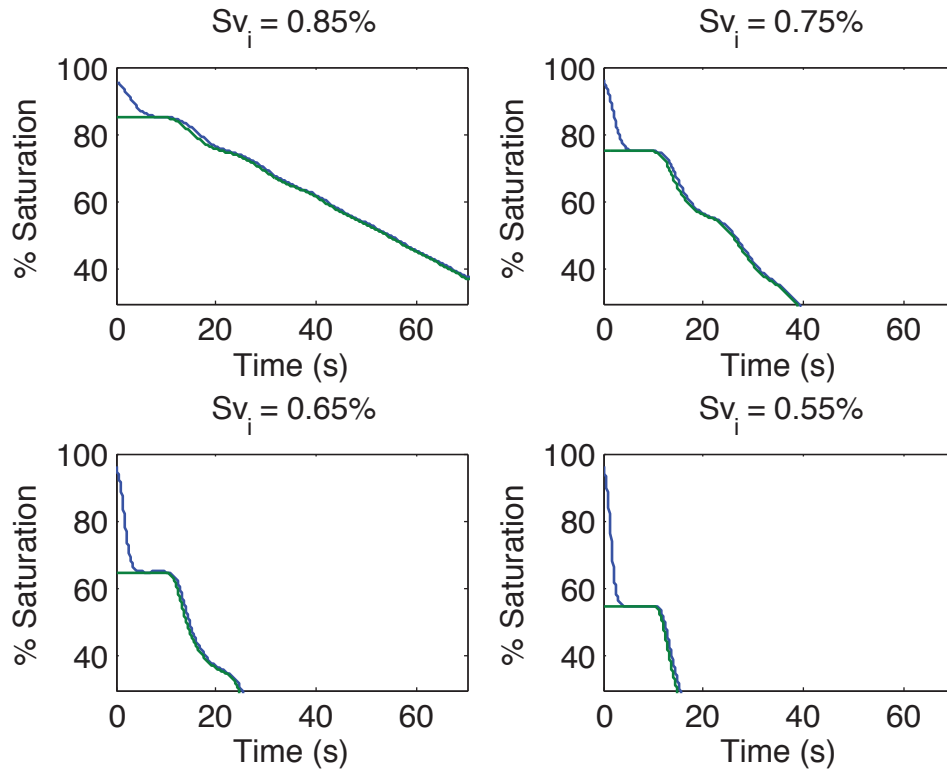 Sv_i = 0.85%
Sv_i = 0.75%
100
80
60
40
% Saturation
0 20 40 60
Time (s)
100
80
60
40
% Saturation
0 20 40 60
Time (s)
Sv_i = 0.65%
Sv_i = 0.55%
100
80
60
40
% Saturation
0 20 40 60
Time (s)
100
80
60
40
% Saturation
0 20 40 60
Time (s)